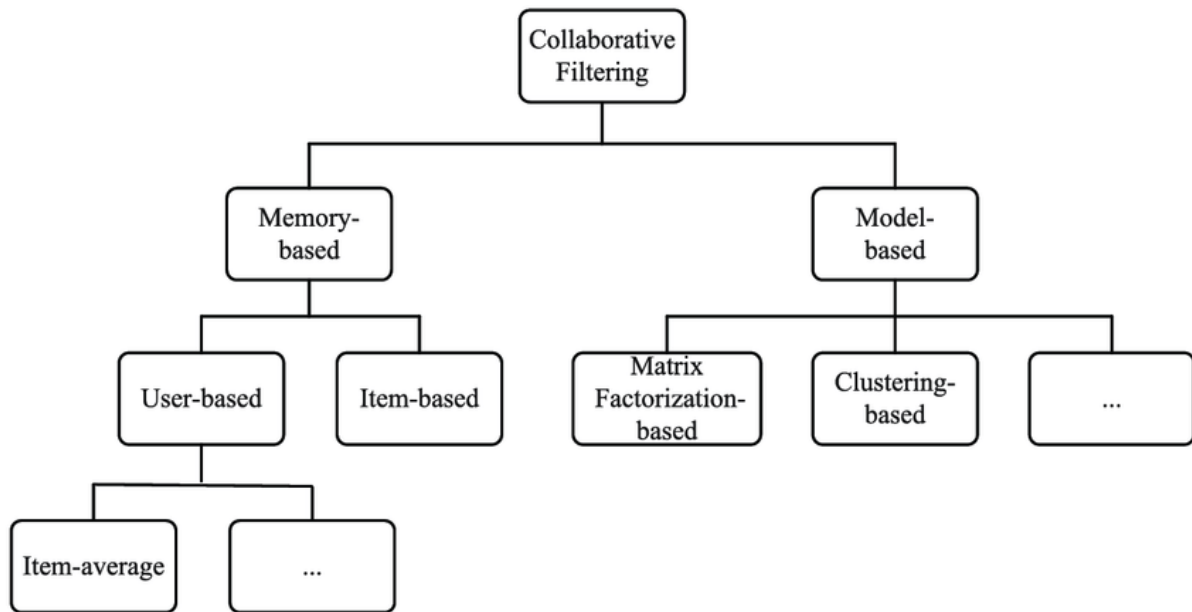 Collaborative
Filtering
Memory-
based
Model-
based
User-based
Item-based
Matrix
Factorization-
based
Clustering-
based
...
Item-average
...